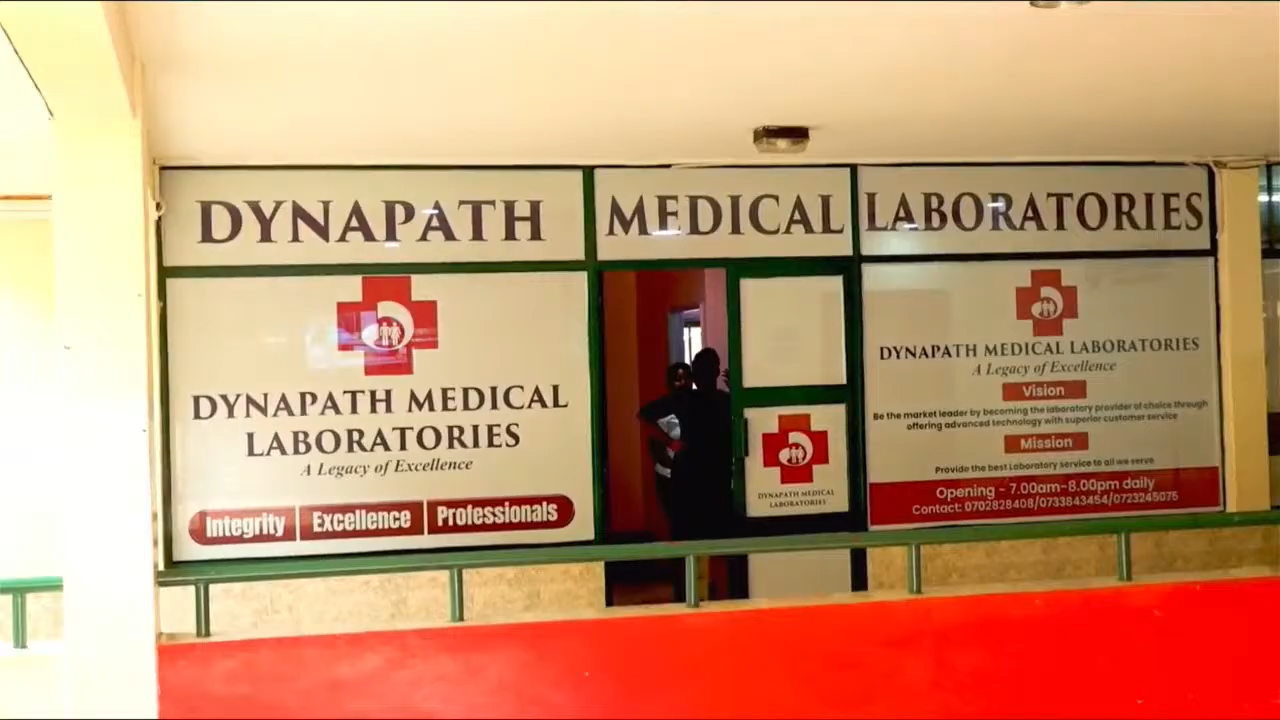 DYNAPATH MEDICAL LABORATORIES
DYNAPATH MEDICAL
LABORATORIES
A Legacy of Excellence
Integrity Excellence Professionals
DYNAPATH MEDICAL
LABORATORIES
DYNAPATH MEDICAL LABORATORIES
A Legacy of Excellence
Vision
Be the market leader by becoming the laboratory provider of choice through
offering advanced technology with superior customer service
Mission
Provide the best Laboratory service to all we serve
Opening - 7.00am-8.00pm daily
Contact: 0702828408/0733843454/0723245075